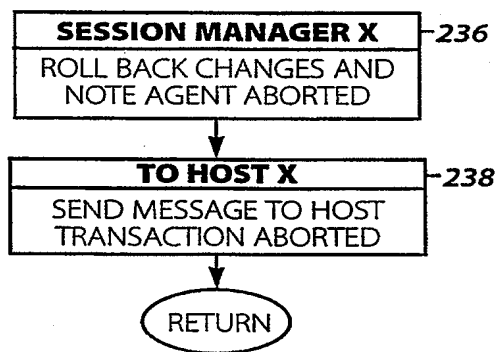 SESSION MANAGER X
236
ROLL BACK CHANGES AND
NOTE AGENT ABORTED
TO HOST X
238
SEND MESSAGE TO HOST
TRANSACTION ABORTED
RETURN